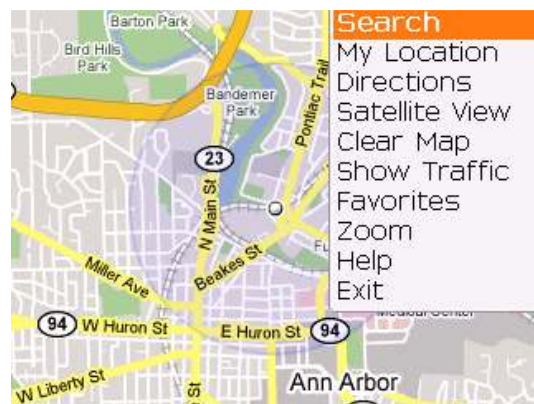 Barton Park
Bird Hills
Park
Bandemer
Park
Pontiac Trail
23
N Main St
Beakes St
Miller Ave
94
W Huron St
E Huron St
94
W Liberty St
St
Ann Arbor
Medical Center
Search
My Location
Directions
Satellite View
Clear Map
Show Traffic
Favorites
Zoom
Help
Exit